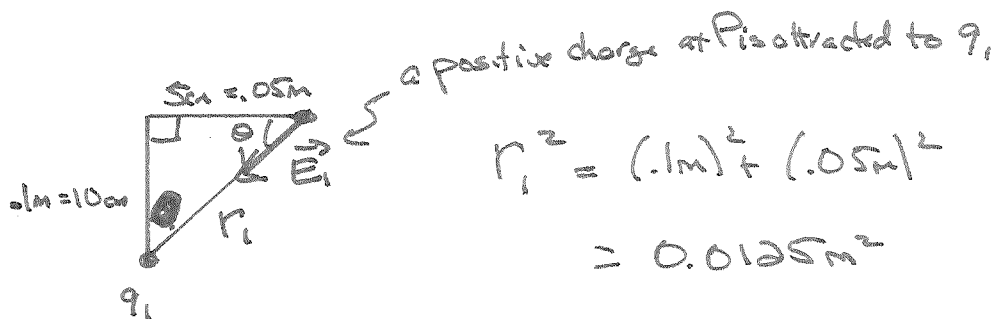 a positive charge at P is attracted to q₁
5cm = .05m
θ
E⃗₁
.1m = 10cm
r₁
q₁
r₁² = (.1m)² + (.05m)²
= 0.0125m²